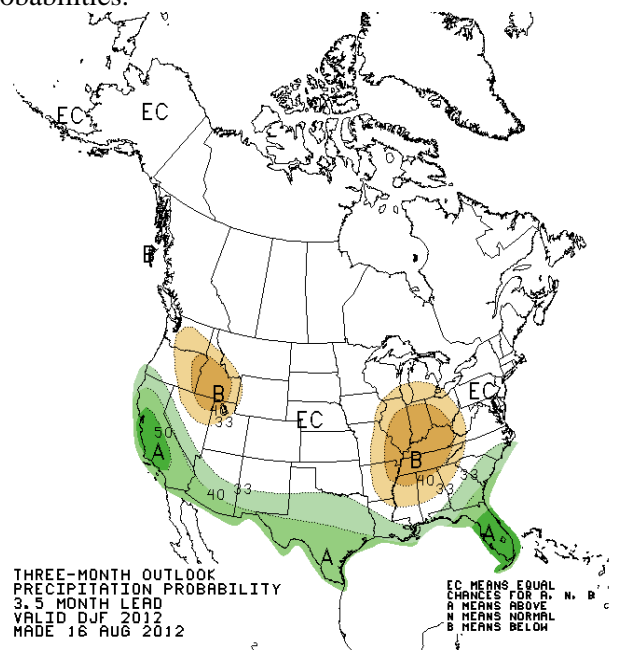 obabilities.
EC
EC
B
B
40
33
EC
EC
50
A
B
40
33
40
33
A
A
THREE-MONTH OUTLOOK
PRECIPITATION PROBABILITY
3.5 MONTH LEAD
VALID DJF 2012
MADE 16 AUG 2012
EC MEANS EQUAL
CHANCES FOR A, N, B
A MEANS ABOVE
N MEANS NORMAL
B MEANS BELOW